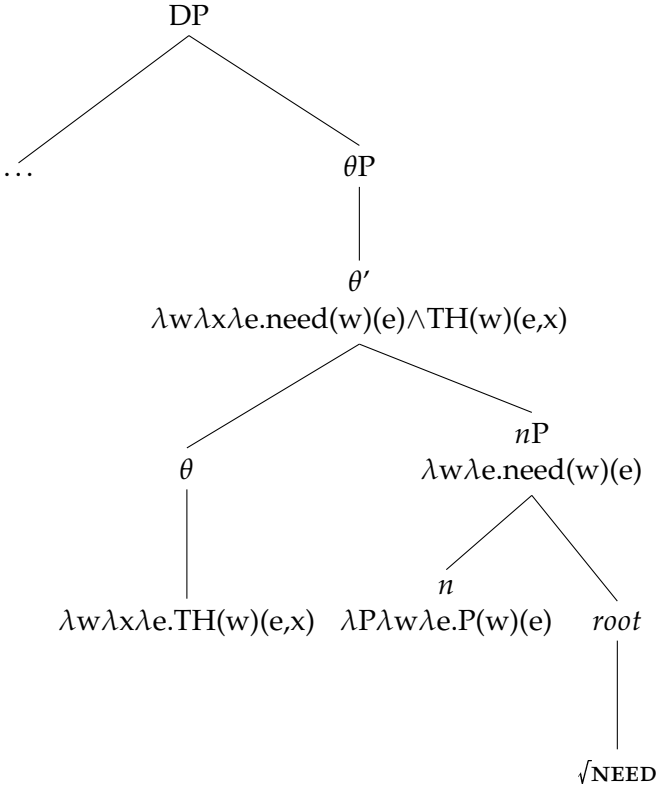 DP
...
θP
θ’
λwλxλe.need(w)(e)∧TH(w)(e,x)
nP
λwλe.need(w)(e)
θ
λwλxλe.TH(w)(e,x)
n
λPλwλe.P(w)(e)
root
√NEED